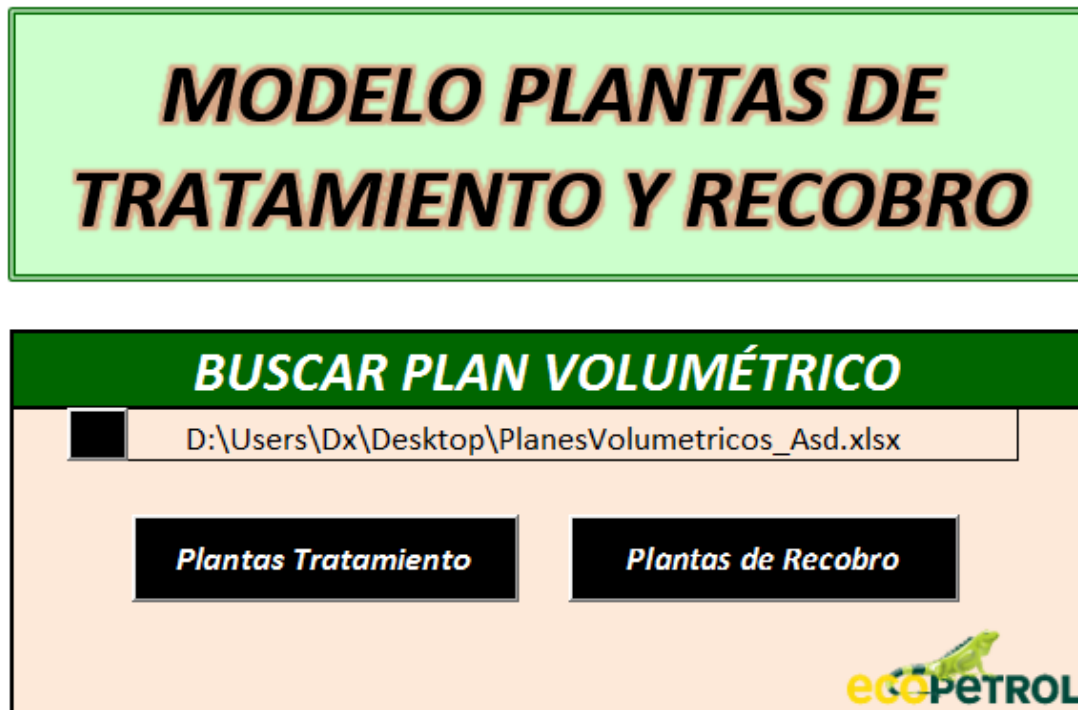 MODELO PLANTAS DE
TRATAMIENTO Y RECOBRO
BUSCAR PLAN VOLUMÉTRICO
D:\Users\Dx\Desktop\PlanesVolumetricos_Asd.xlsx
Plantas Tratamiento
Plantas de Recobro
ecoPeTROL